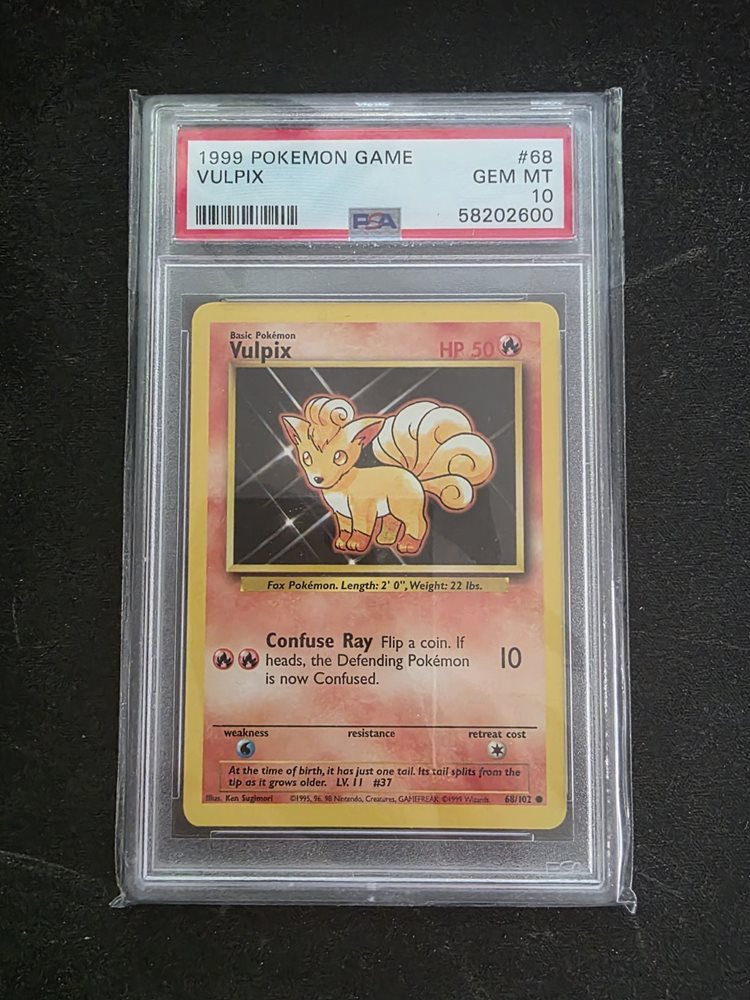 1999 POKEMON GAME #68
VULPIX GEM MT
10
PSA 58202600
Basic Pokémon
Vulpix HP 50
Fox Pokémon. Length: 2' 0", Weight: 22 lbs.
Confuse Ray Flip a coin. If
heads, the Defending Pokémon 10
is now Confused.
weakness resistance retreat cost
At the time of birth, it has just one tail. Its tail splits from the
tip as it grows older. LV. 11 #37
Illus. Ken Sugimori ©1995, 96, 98 Nintendo, Creatures, GAMEFREAK. ©1999 Wizards. 68/102